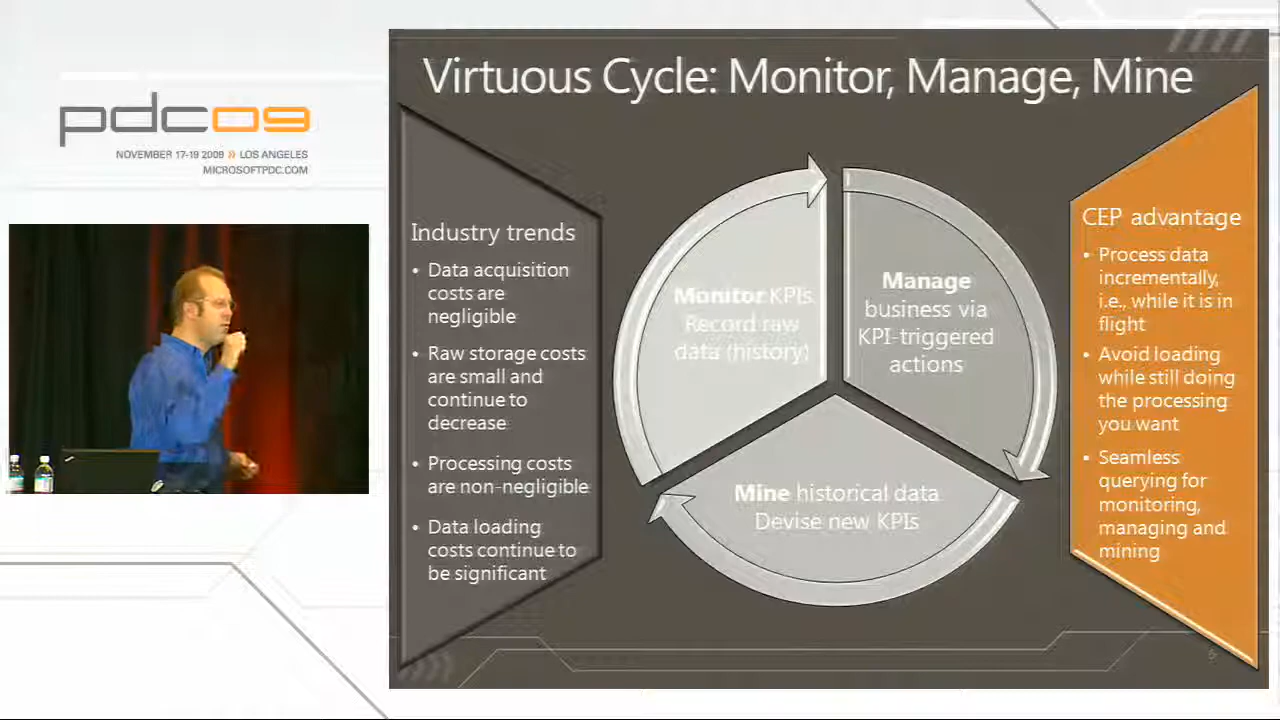 pdc09
NOVEMBER 17-19 2009 » LOS ANGELES
MICROSOFTPDC.COM
Virtuous Cycle: Monitor, Manage, Mine
Industry trends
• Data acquisition
costs are
negligible
• Raw storage costs
are small and
continue to
decrease
• Processing costs
are non-negligible
• Data loading
costs continue to
be significant
Monitor KPIs
Record raw
data (history)
Manage
business via
KPI-triggered
actions
Mine historical data
Devise new KPIs
CEP advantage
• Process data
incrementally,
i.e., while it is in
flight
• Avoid loading
while still doing
the processing
you want
• Seamless
querying for
monitoring,
managing and
mining
6